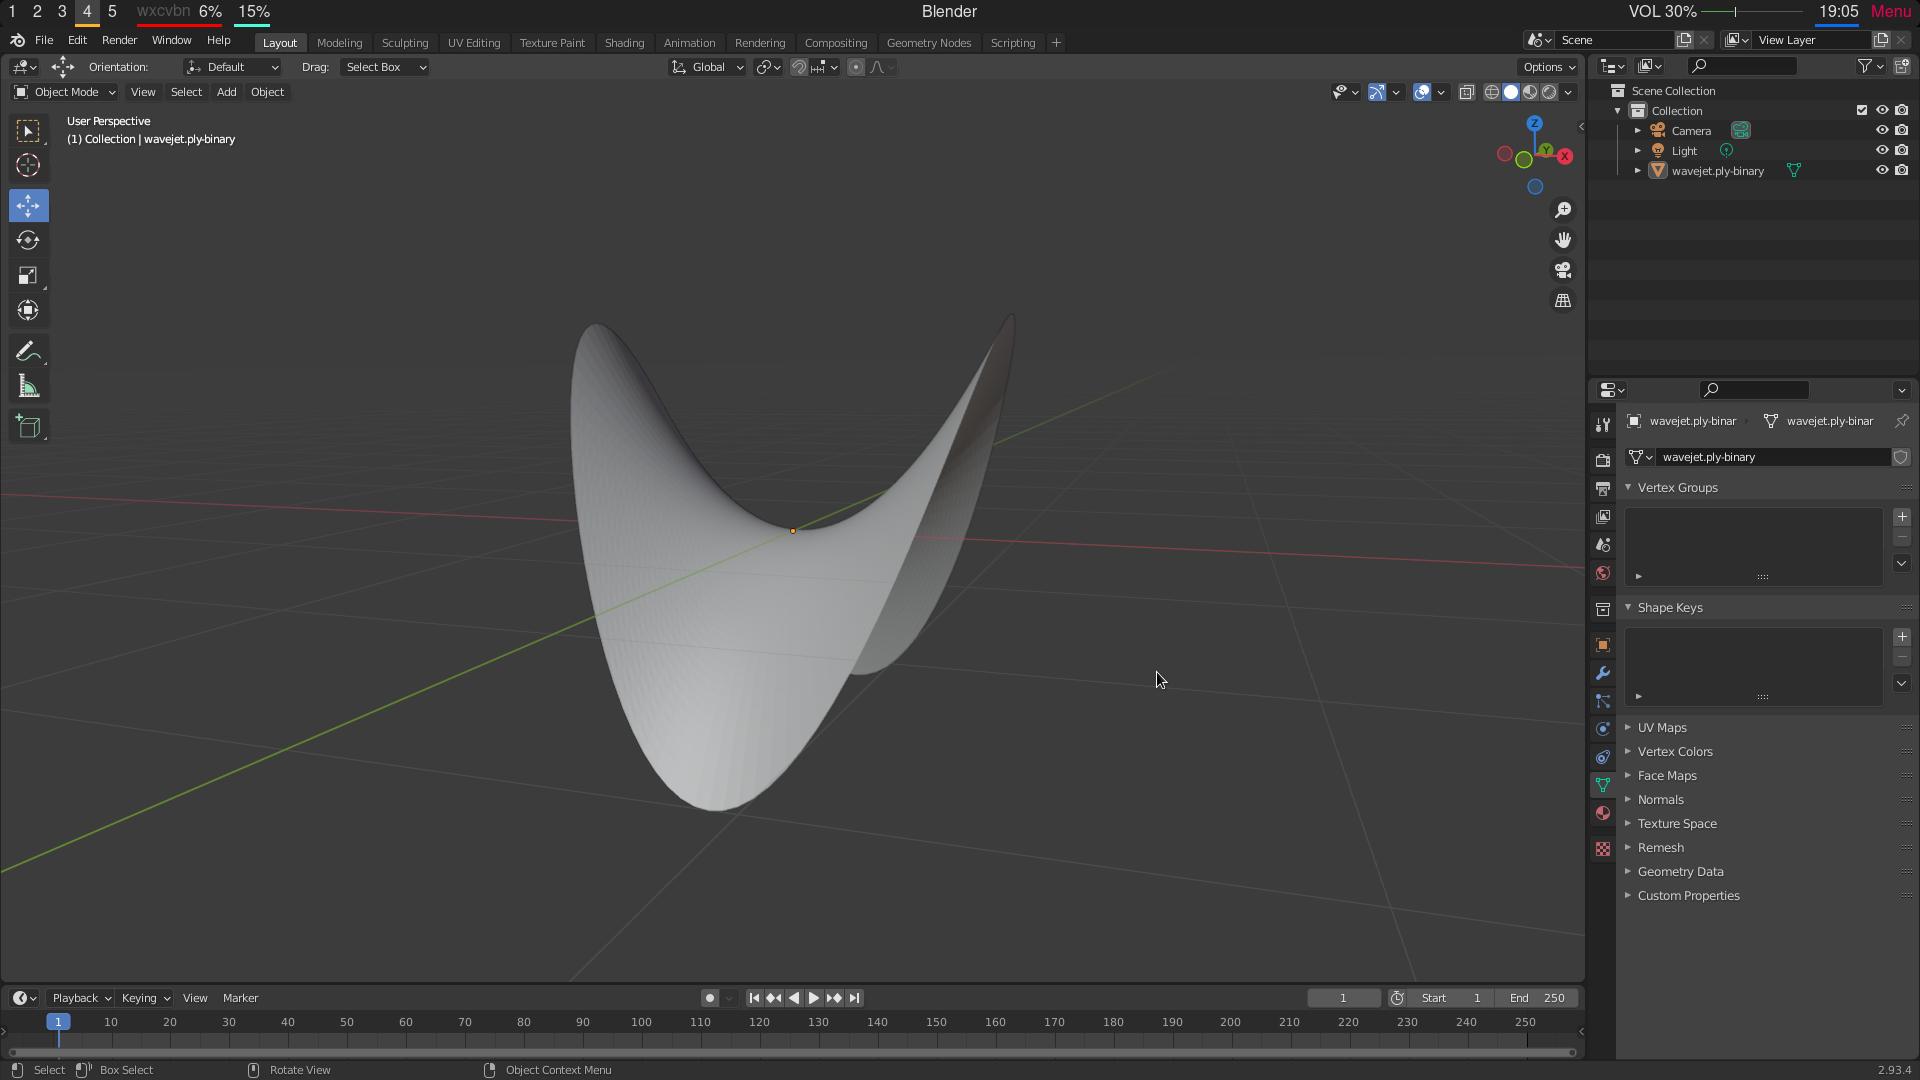 1 2 3 4 5 wxcvbn 6% 15% Blender VOL 30% 19:05 Menu
File Edit Render Window Help Layout Modeling Sculpting UV Editing Texture Paint Shading Animation Rendering Compositing Geometry Nodes Scripting + Scene View Layer
Orientation: Default Drag: Select Box Global Options
Object Mode View Select Add Object
User Perspective
(1) Collection | wavejet.ply-binary
Z
Y
X
Scene Collection
Collection
Camera
Light
wavejet.ply-binary
wavejet.ply-binar wavejet.ply-binar
wavejet.ply-binary
Vertex Groups
Shape Keys
UV Maps
Vertex Colors
Face Maps
Normals
Texture Space
Remesh
Geometry Data
Custom Properties
Playback Keying View Marker 1 Start 1 End 250
1 10 20 30 40 50 60 70 80 90 100 110 120 130 140 150 160 170 180 190 200 210 220 230 240 250
Select Box Select Rotate View Object Context Menu 2.93.4